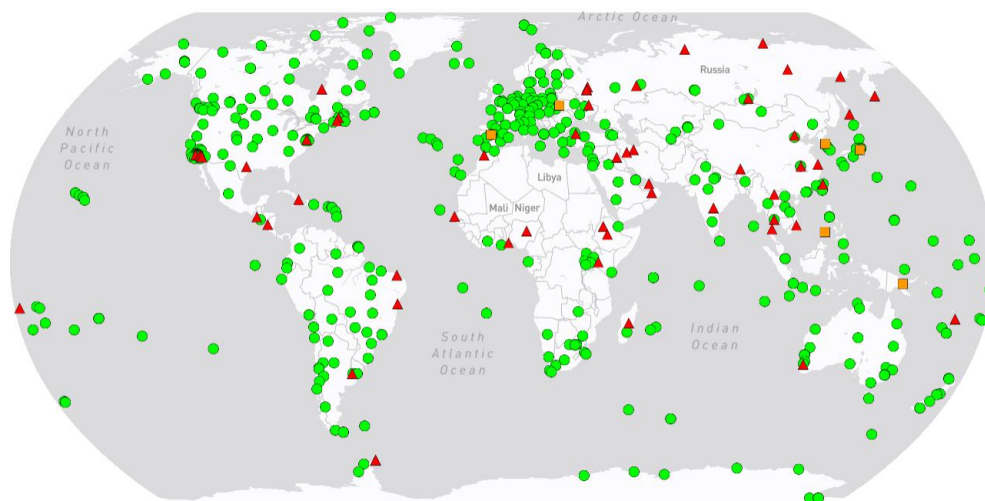 Arctic Ocean
Russia
North
Pacific
Ocean
Libya
Mali
Niger
South
Atlantic
Ocean
Indian
Ocean